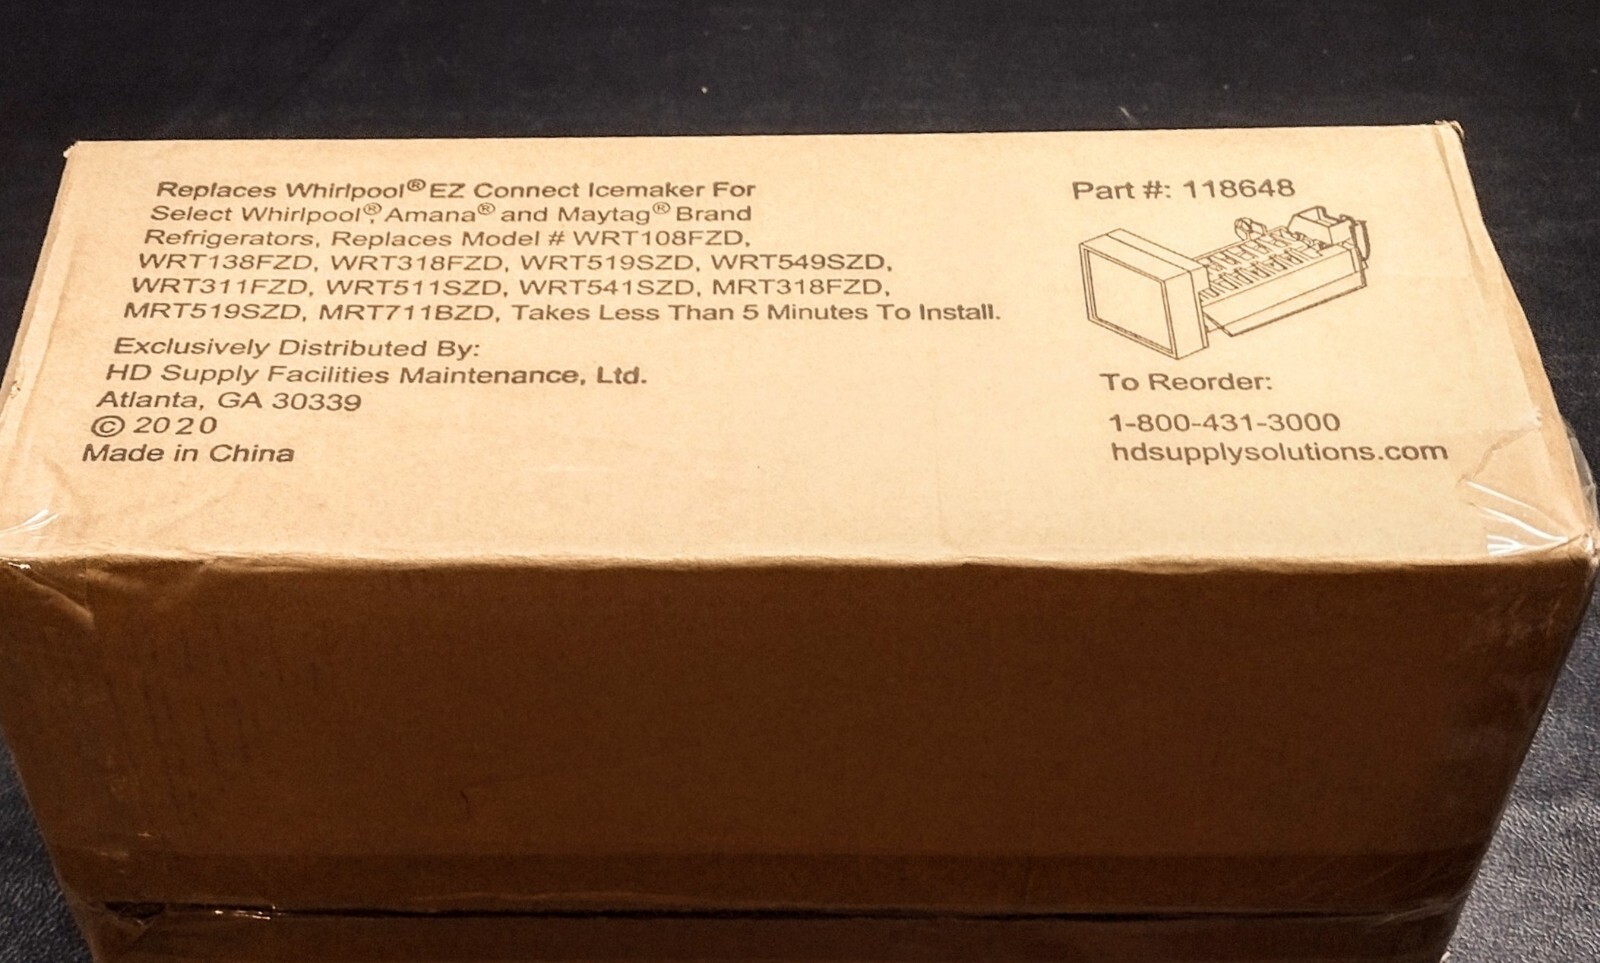 Replaces Whirlpool® EZ Connect Icemaker For
Select Whirlpool®, Amana® and Maytag® Brand
Refrigerators, Replaces Model # WRT108FZD,
WRT138FZD, WRT318FZD, WRT519SZD, WRT549SZD,
WRT311FZD, WRT511SZD, WRT541SZD, MRT318FZD,
MRT519SZD, MRT711BZD, Takes Less Than 5 Minutes To Install.
Exclusively Distributed By:
HD Supply Facilities Maintenance, Ltd.
Atlanta, GA 30339
© 2020
Made in China
Part #: 118648
To Reorder:
1-800-431-3000
hdsupplysolutions.com